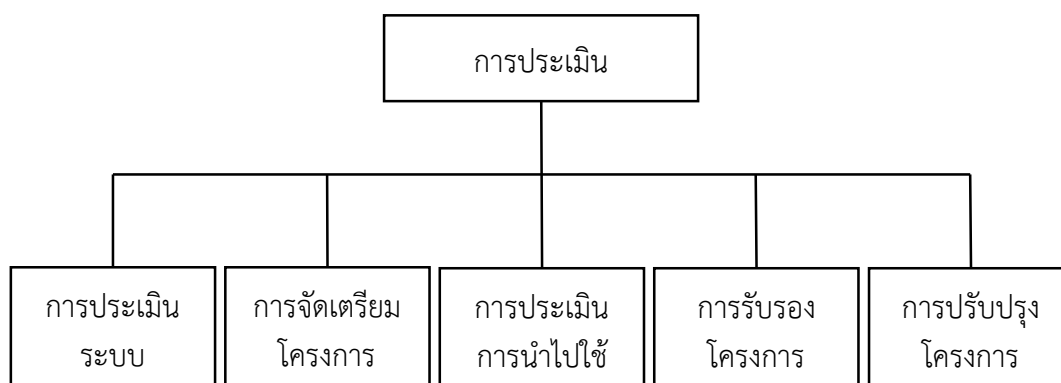 การประเมิน
การประเมิน
ระบบ
การจัดเตรียม
โครงการ
การประเมิน
การนำไปใช้
การรับรอง
โครงการ
การปรับปรุง
โครงการ